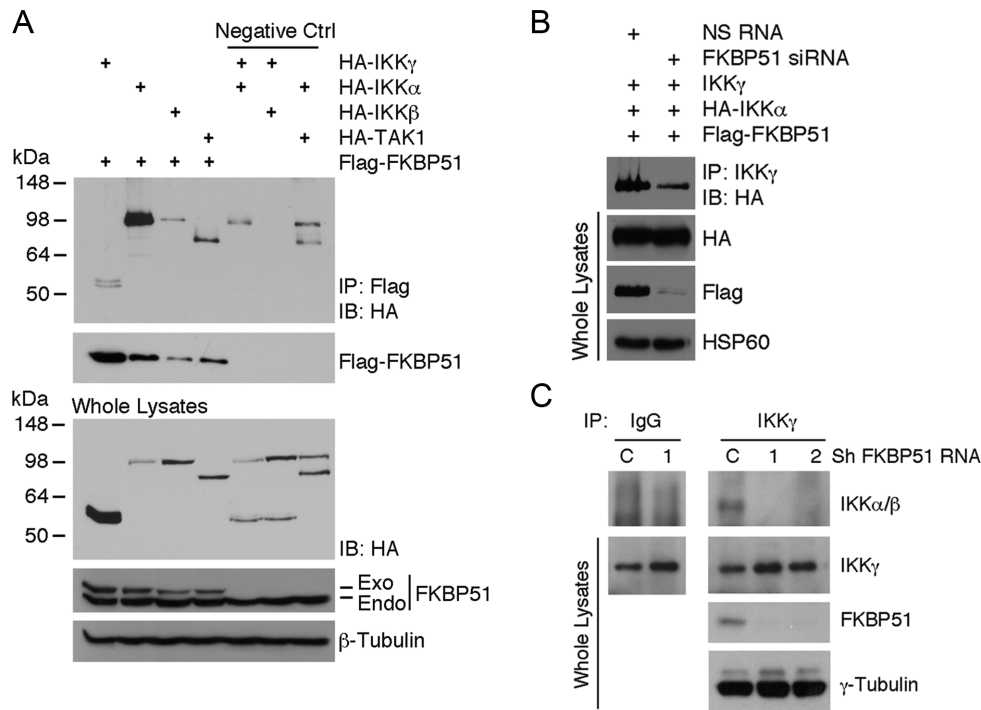 A
Negative Ctrl
+ + + HA-IKKγ
+ + + HA-IKKα
+ + HA-IKKβ
+ + HA-TAK1
kDa + + + + Flag-FKBP51
148
98
64
50
IP: Flag
IB: HA
Flag-FKBP51
kDa
Whole Lysates
148
98
64
50
IB: HA
Exo
Endo
FKBP51
β-Tubulin
B
+ NS RNA
+ FKBP51 siRNA
+ + IKKγ
+ + HA-IKKα
+ + Flag-FKBP51
IP: IKKγ
IB: HA
Whole Lysates
HA
Flag
HSP60
C
IP: IgG IKKγ
C 1 C 1 2 Sh FKBP51 RNA
IKKα/β
Whole Lysates
IKKγ
FKBP51
γ-Tubulin